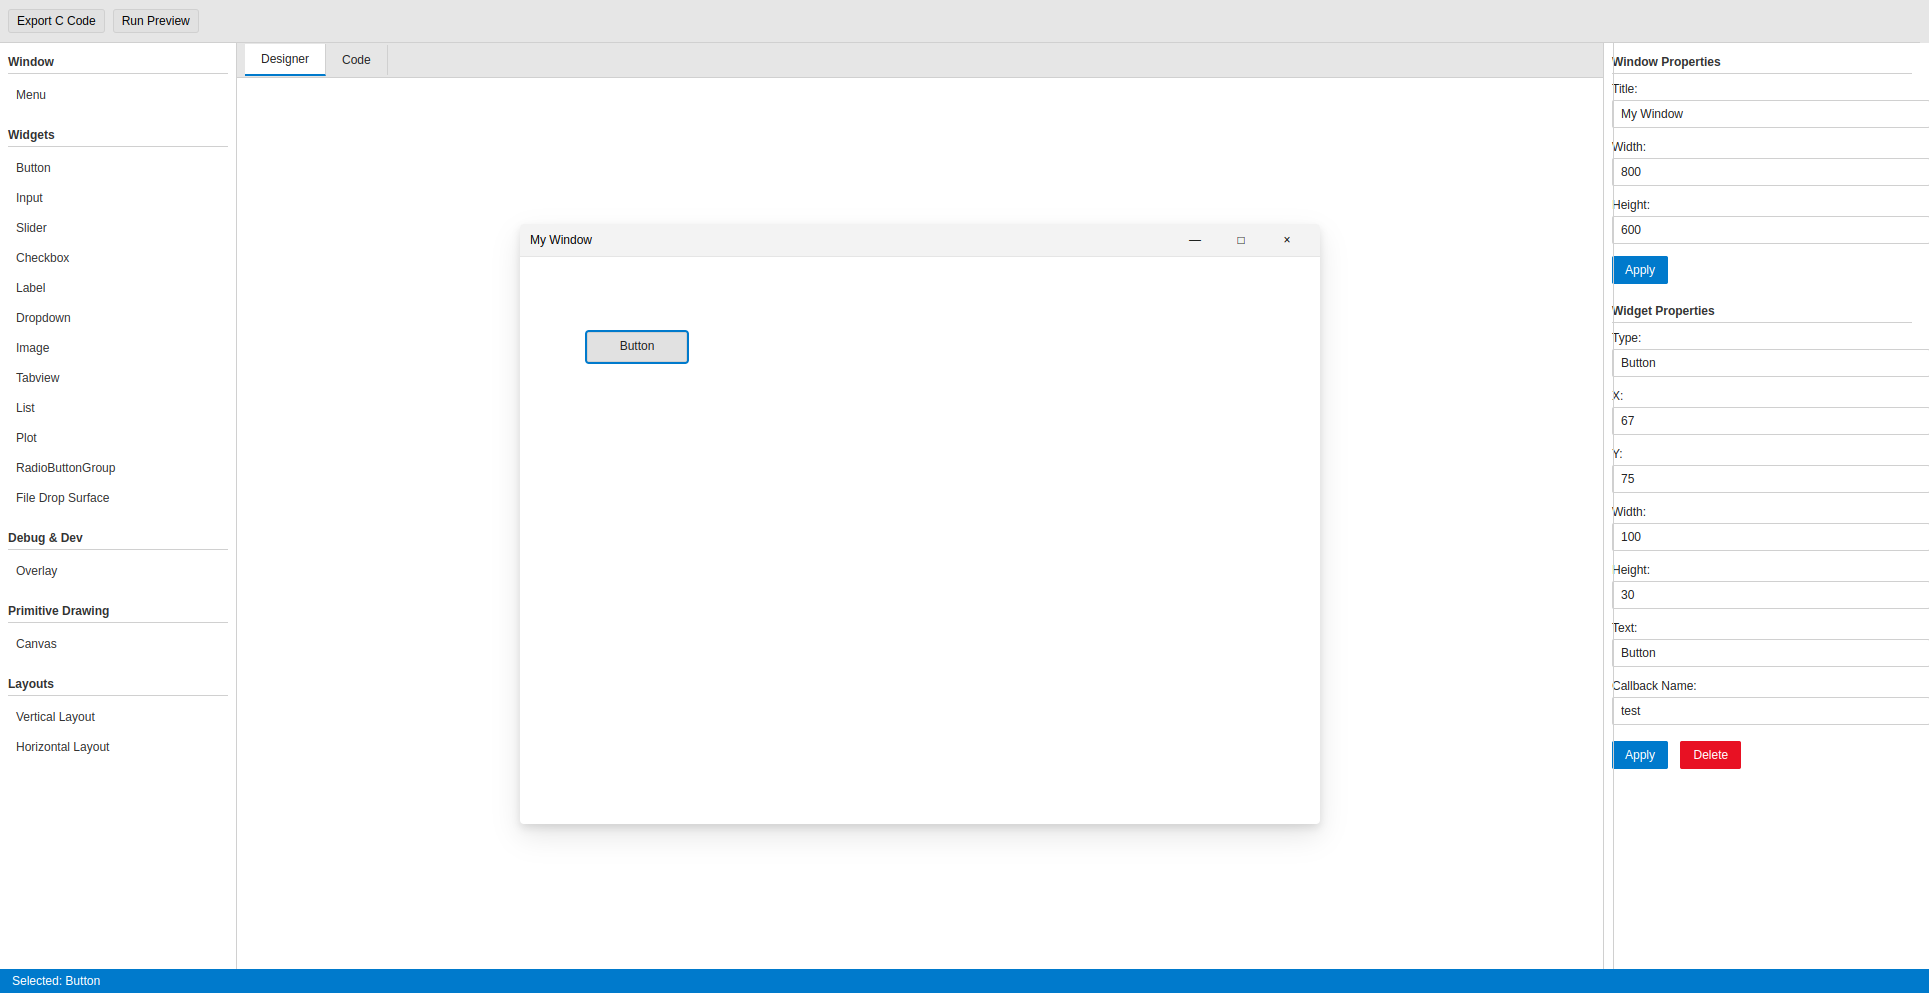 Export C Code Run Preview
Window
Menu
Widgets
Button
Input
Slider
Checkbox
Label
Dropdown
Image
Tabview
List
Plot
RadioButtonGroup
File Drop Surface
Debug & Dev
Overlay
Primitive Drawing
Canvas
Layouts
Vertical Layout
Horizontal Layout
Designer Code
My Window — □ ×
Button
Window Properties
Title:
My Window
Width:
800
Height:
600
Apply
Widget Properties
Type:
Button
X:
67
Y:
75
Width:
100
Height:
30
Text:
Button
Callback Name:
test
Apply Delete
Selected: Button